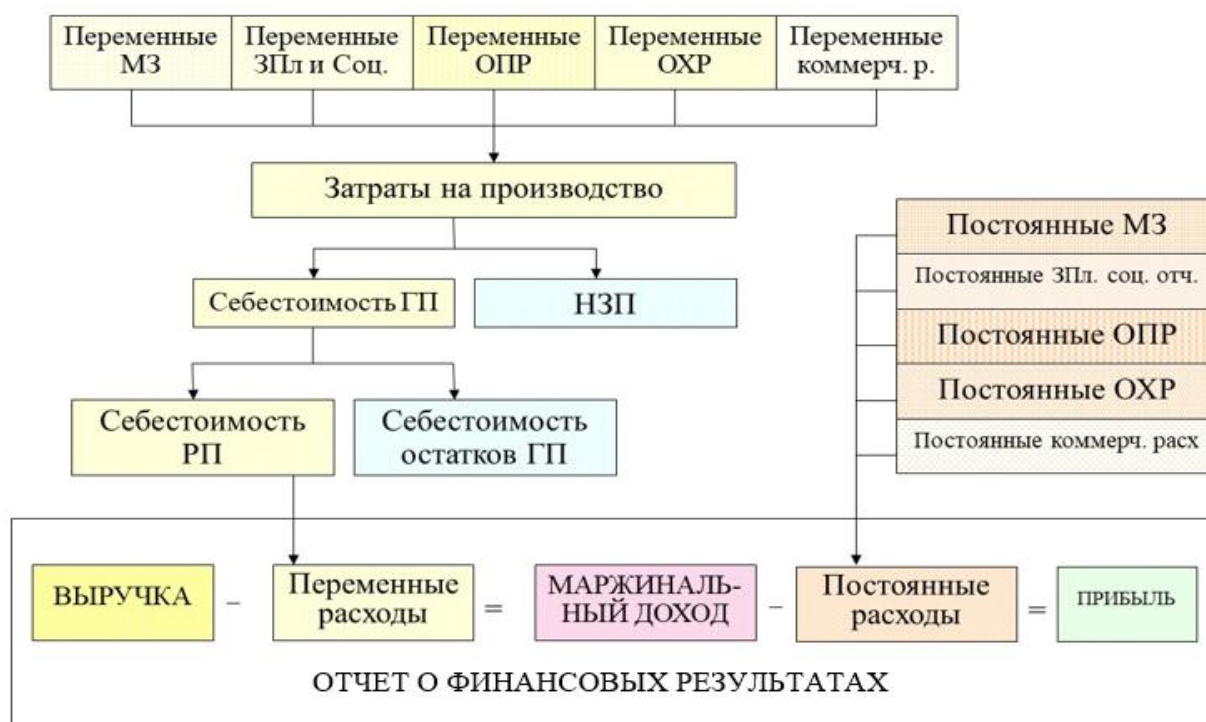 Переменные
МЗ
Переменные
ЗПл и Соц.
Переменные
ОПР
Переменные
ОХР
Переменные
коммерч. р.
Затраты на производство
Себестоимость ГП
НЗП
Себестоимость
РП
Себестоимость
остатков ГП
Постоянные МЗ
Постоянные ЗПл. соц. отч.
Постоянные ОПР
Постоянные ОХР
Постоянные коммерч. расх
ВЫРУЧКА
–
Переменные
расходы
=
МАРЖИНАЛЬ-
НЫЙ ДОХОД
–
Постоянные
расходы
=
ПРИБЫЛЬ
ОТЧЕТ О ФИНАНСОВЫХ РЕЗУЛЬТАТАХ